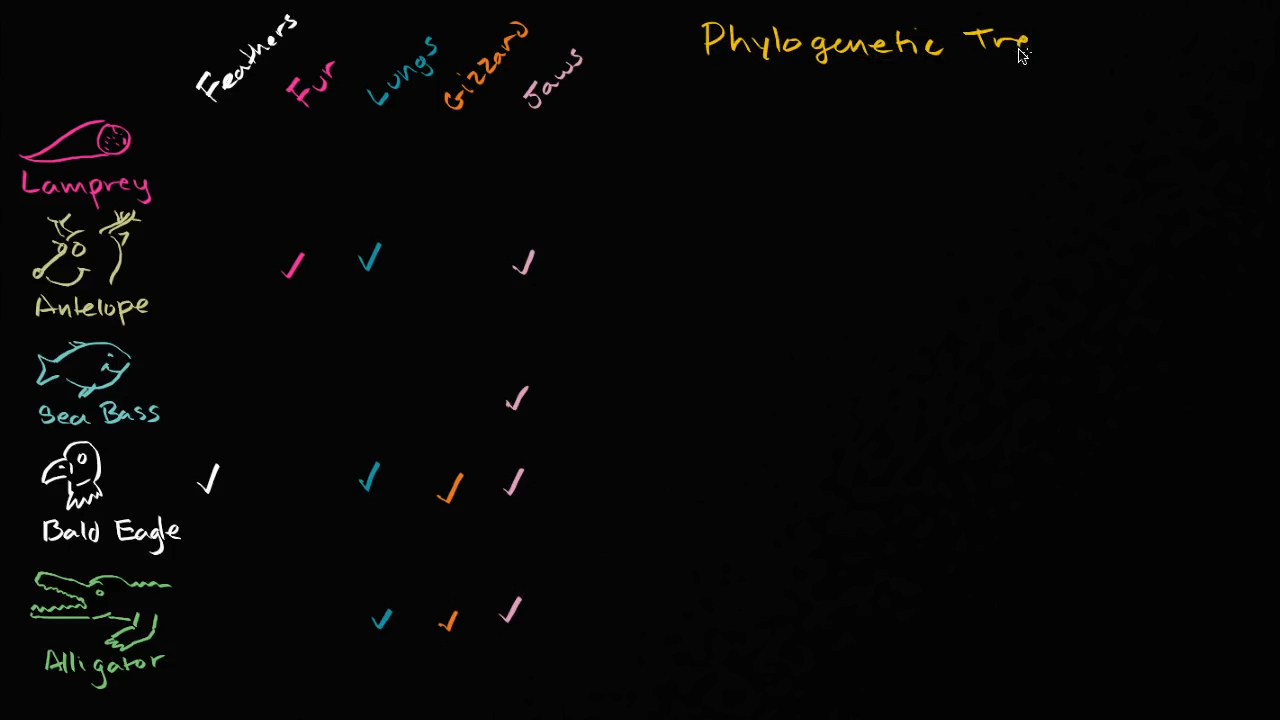 Feathers Fur Lungs Gizzard Jaws
Phylogenetic Tre
Lamprey
Antelope
Sea Bass
Bald Eagle
Alligator